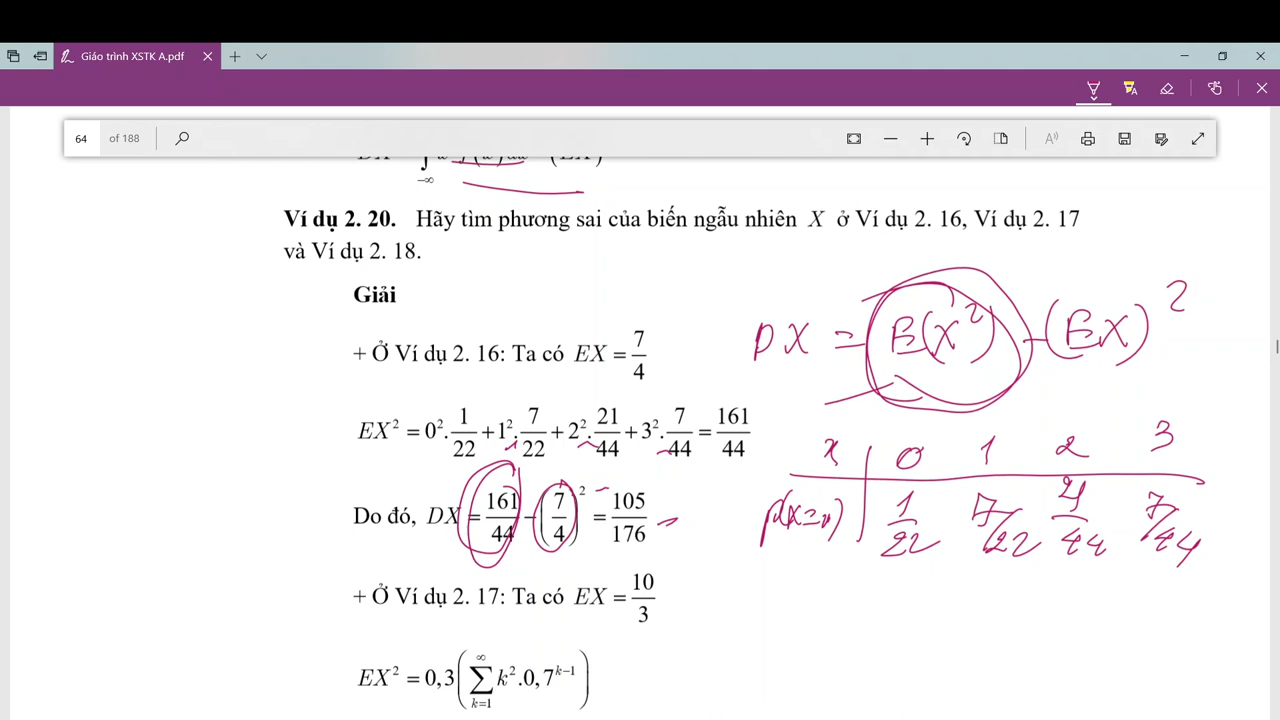 Giáo trình XSTK A.pdf
64 of 188
Ví dụ 2. 20. Hãy tìm phương sai của biến ngẫu nhiên X ở Ví dụ 2. 16, Ví dụ 2. 17
và Ví dụ 2. 18.
Giải
DX = E(X²) - (EX)²
+ Ở Ví dụ 2. 16: Ta có EX = 7/4
EX² = 0². 1/22 + 1². 7/22 + 2². 21/44 + 3². 7/44 = 161/44
x 0 1 2 3
p(X=x) 1/22 7/22 21/44 7/44
Do đó, DX = 161/44 - (7/4)² = 105/176
+ Ở Ví dụ 2. 17: Ta có EX = 10/3
EX² = 0,3(∑_{k=1}^{∞} k².0,7^{k-1})